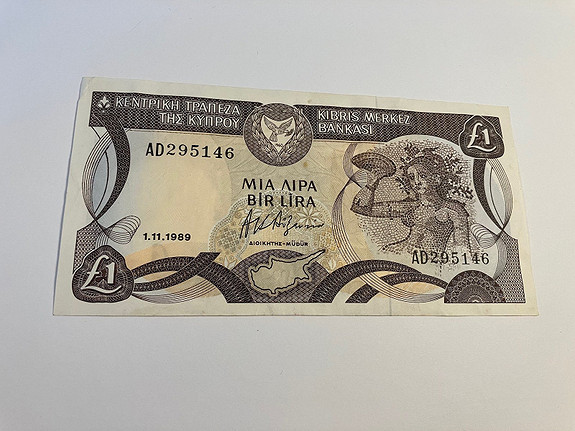 ΚΕΝΤΡΙΚΗ ΤΡΑΠΕΖΑ
ΤΗΣ ΚΥΠΡΟΥ
KIBRIS MERKEZ
BANKASI
£1
AD295146
ΜΙΑ ΛΙΡΑ
BİR LİRA
ΔΙΟΙΚΗΤΗΣ-MÜDÜR
1.11.1989
AD295146
£1